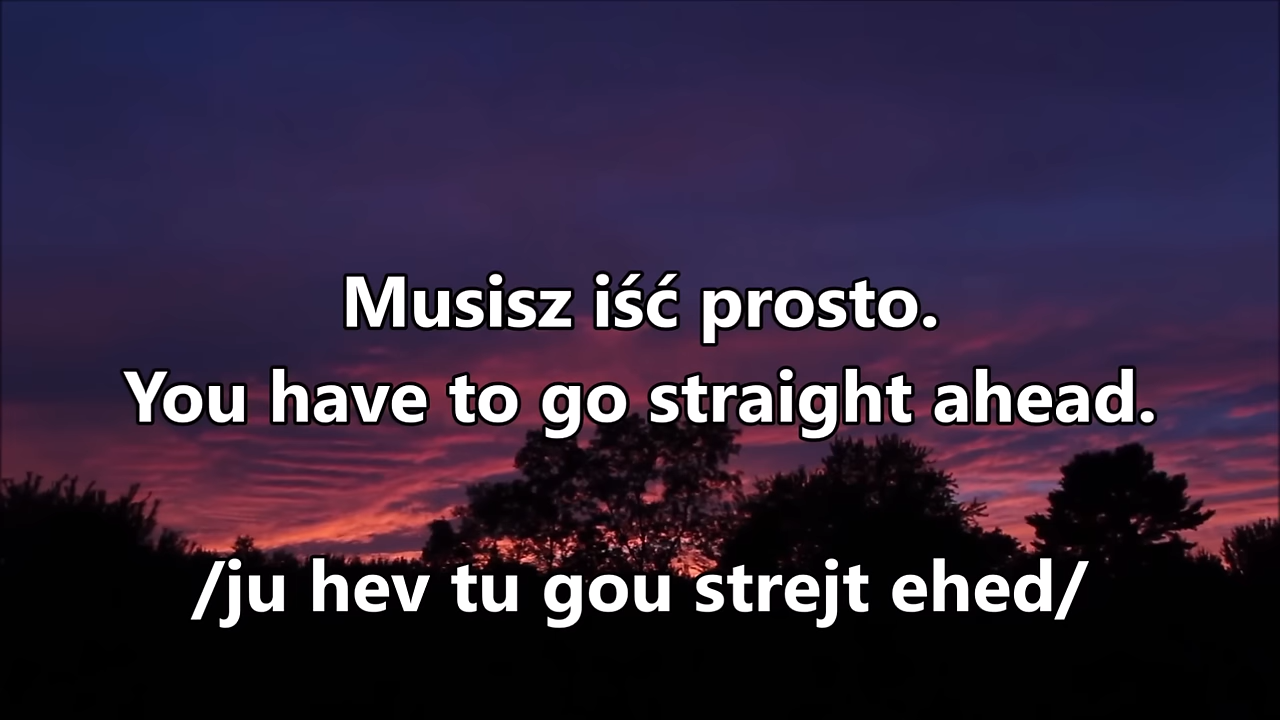 Musisz iść prosto.
You have to go straight ahead.
/ju hev tu gou strejt ehed/